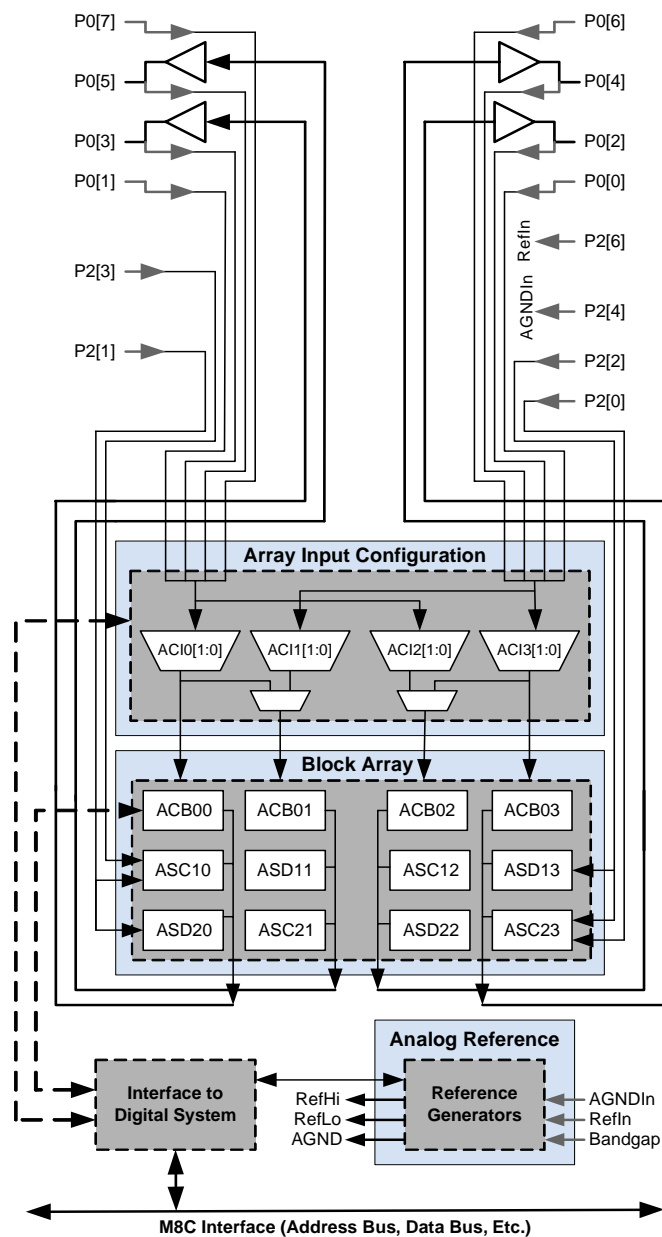 P0[7]
P0[6]
P0[5]
P0[4]
P0[3]
P0[2]
P0[1]
P0[0]
RefIn
P2[6]
P2[3]
AGNDIn
P2[4]
P2[1]
P2[2]
P2[0]
Array Input Configuration
ACI0[1:0]
ACI1[1:0]
ACI2[1:0]
ACI3[1:0]
Block Array
ACB00
ACB01
ACB02
ACB03
ASC10
ASD11
ASC12
ASD13
ASD20
ASC21
ASD22
ASC23
Analog Reference
Interface to
Digital System
RefHi
RefLo
AGND
Reference
Generators
AGNDIn
RefIn
Bandgap
M8C Interface (Address Bus, Data Bus, Etc.)